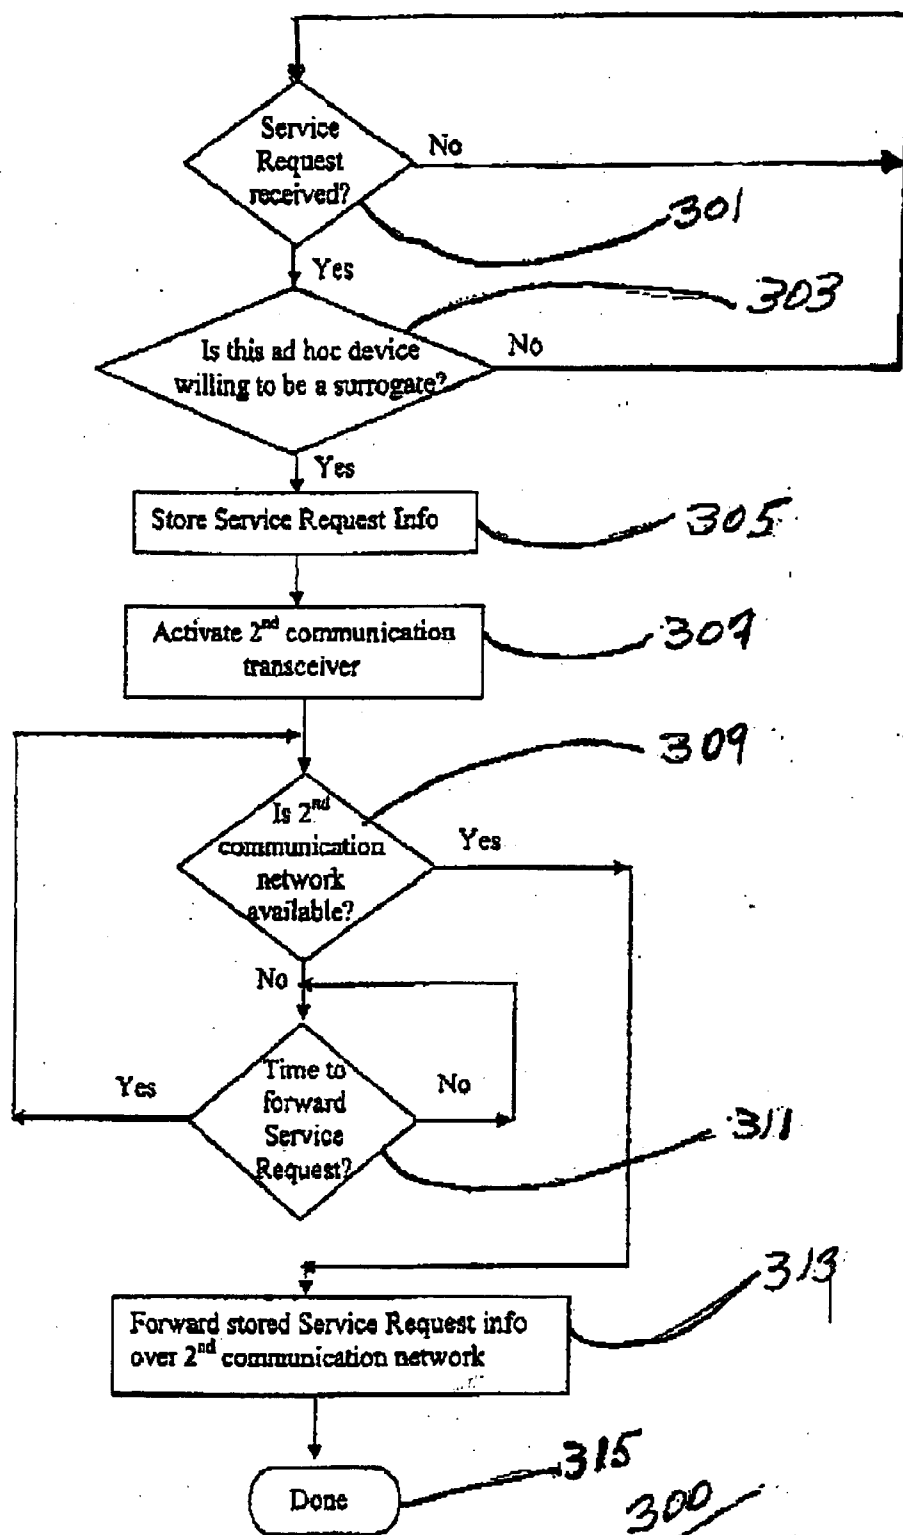 Service
Request
received?
No
301
Yes
303
Is this ad hoc device
willing to be a surrogate?
No
Yes
Store Service Request Info
305
Activate 2nd communication
transceiver
307
309
Is 2nd
communication
network
available?
Yes
No
Time to
forward
Service
Request?
Yes
No
311
313
Forward stored Service Request info
over 2nd communication network
315
Done
300